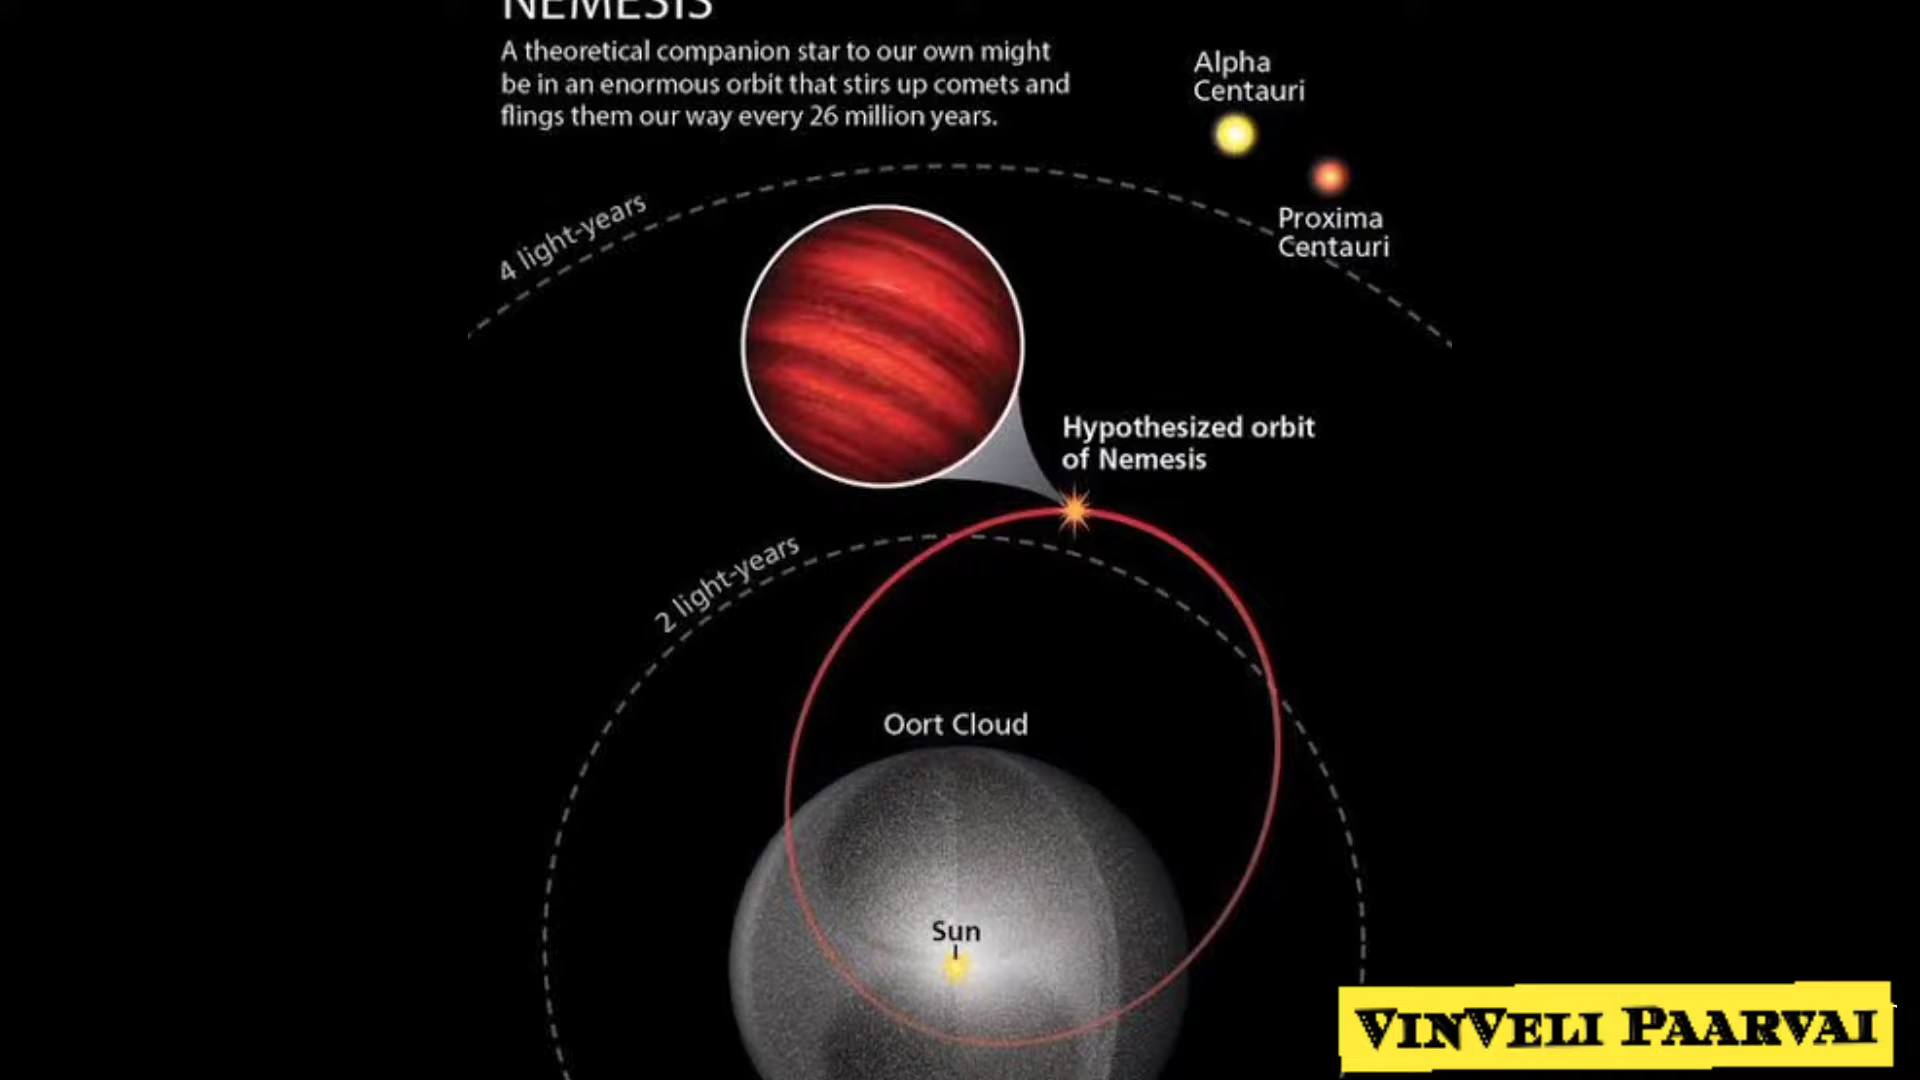 NEMESIS
A theoretical companion star to our own might
be in an enormous orbit that stirs up comets and
flings them our way every 26 million years.
Alpha
Centauri
Proxima
Centauri
4 light-years
Hypothesized orbit
of Nemesis
2 light-years
Oort Cloud
Sun
VINVELI PAARVAI